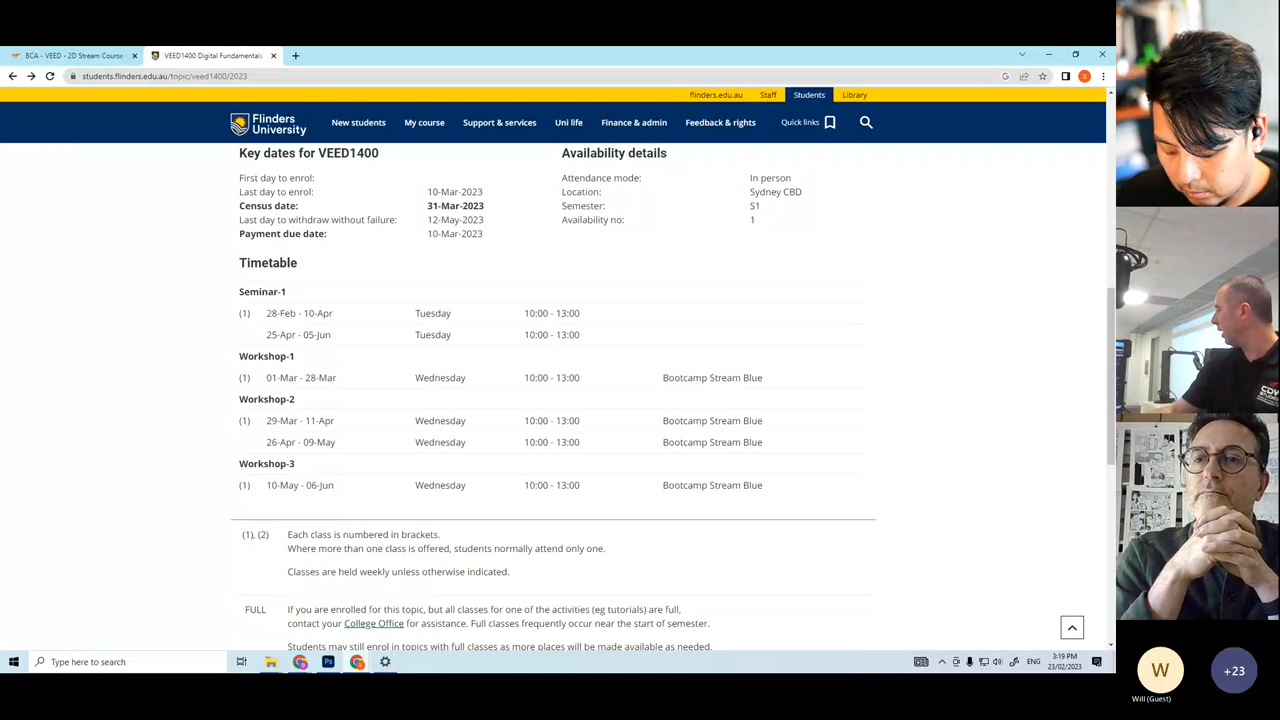 BCA - VEED - 2D Stream Course
VEED1400 Digital Fundamentals
students.flinders.edu.au/topic/veed1400/2023
S
flinders.edu.au Staff Students Library
Flinders University
New students My course Support & services Uni life Finance & admin Feedback & rights Quick links
Key dates for VEED1400
First day to enrol:
Last day to enrol: 10-Mar-2023
Census date: 31-Mar-2023
Last day to withdraw without failure: 12-May-2023
Payment due date: 10-Mar-2023
Availability details
Attendance mode: In person
Location: Sydney CBD
Semester: S1
Availability no: 1
Timetable
Seminar-1
(1) 28-Feb - 10-Apr Tuesday 10:00 - 13:00
25-Apr - 05-Jun Tuesday 10:00 - 13:00
Workshop-1
(1) 01-Mar - 28-Mar Wednesday 10:00 - 13:00 Bootcamp Stream Blue
Workshop-2
(1) 29-Mar - 11-Apr Wednesday 10:00 - 13:00 Bootcamp Stream Blue
26-Apr - 09-May Wednesday 10:00 - 13:00 Bootcamp Stream Blue
Workshop-3
(1) 10-May - 06-Jun Wednesday 10:00 - 13:00 Bootcamp Stream Blue
(1), (2) Each class is numbered in brackets.
Where more than one class is offered, students normally attend only one.
Classes are held weekly unless otherwise indicated.
FULL If you are enrolled for this topic, but all classes for one of the activities (eg tutorials) are full,
contact your College Office for assistance. Full classes frequently occur near the start of semester.
Students may still enrol in topics with full classes as more places will be made available as needed.
Type here to search
Ps
ENG
3:19 PM
23/02/2023
CDW
STUDIOS
W
Will (Guest)
+23